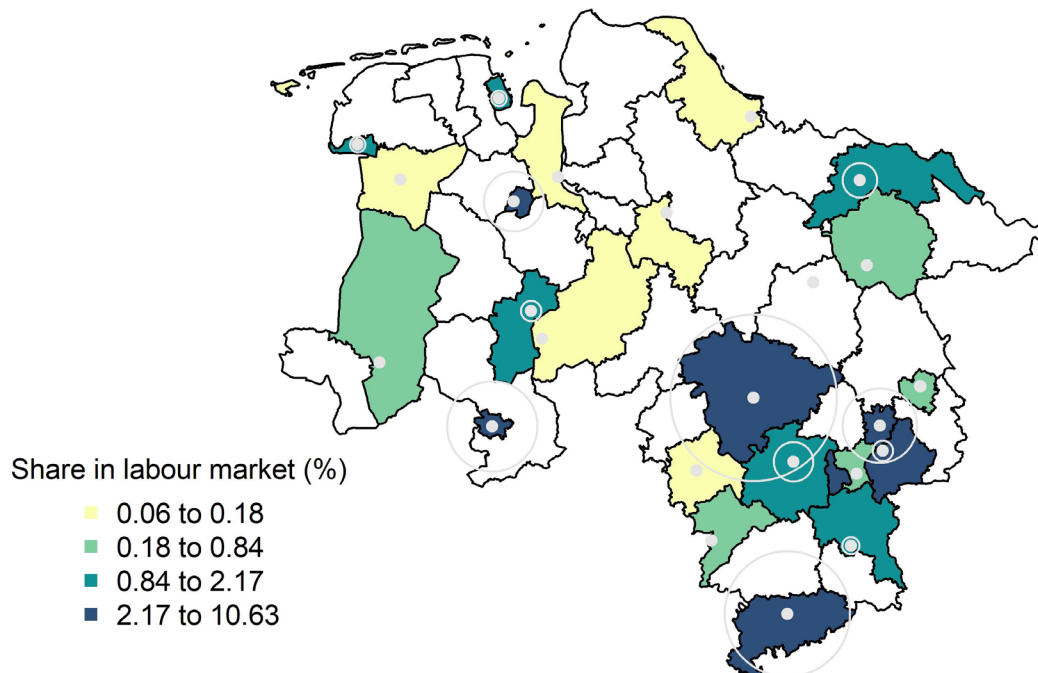 Share in labour market (%)
0.06 to 0.18
0.18 to 0.84
0.84 to 2.17
2.17 to 10.63